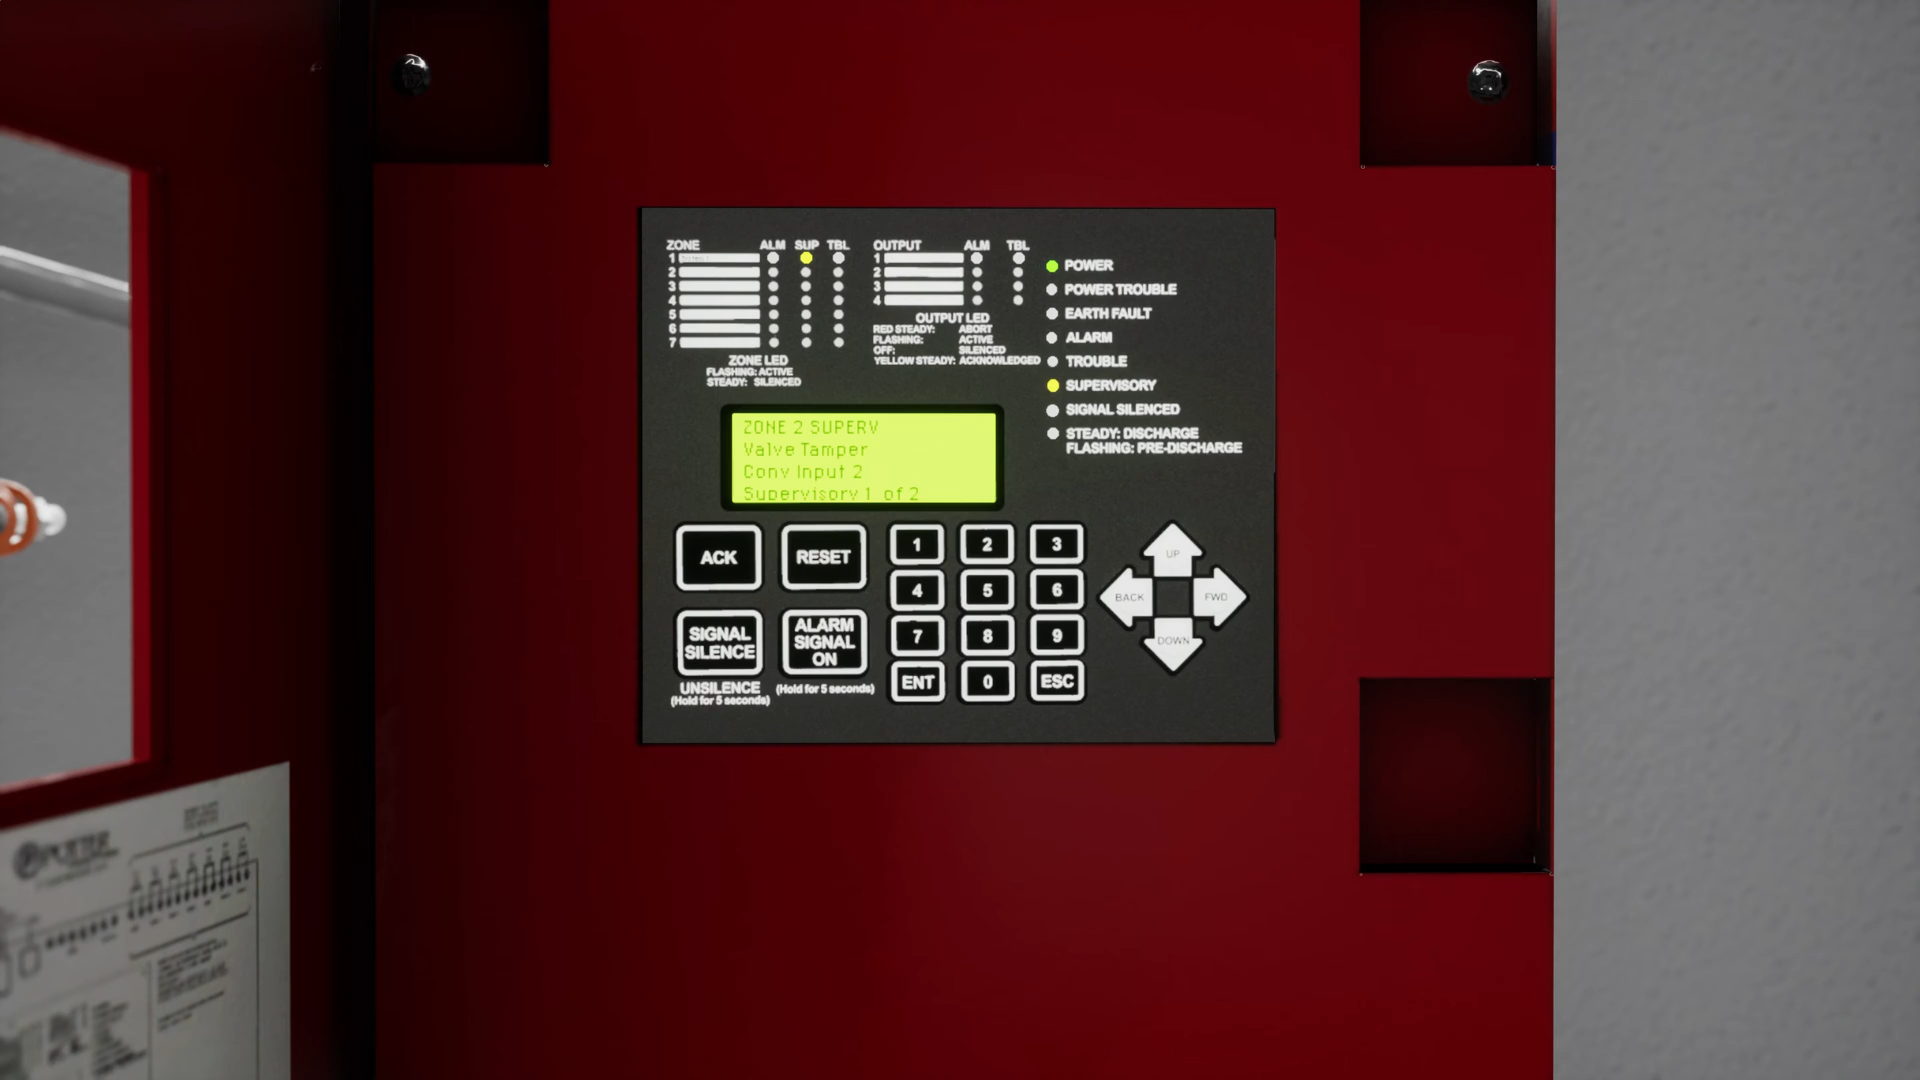 ZONE ALM SUP TBL
1
2
3
4
5
6
7
ZONE LED
FLASHING: ACTIVE
STEADY: SILENCED
OUTPUT ALM TBL
1
2
3
4
OUTPUT LED
RED STEADY: ABORT
FLASHING: ACTIVE
OFF: SILENCED
YELLOW STEADY: ACKNOWLEDGED
POWER
POWER TROUBLE
EARTH FAULT
ALARM
TROUBLE
SUPERVISORY
SIGNAL SILENCED
STEADY: DISCHARGE
FLASHING: PRE-DISCHARGE
ZONE 2 SUPERV
Valve Tamper
Conv Input 2
Supervisory 1 of 2
ACK
RESET
SIGNAL
SILENCE
UNSILENCE
(Hold for 5 seconds)
ALARM
SIGNAL
ON
(Hold for 5 seconds)
1 2 3
4 5 6
7 8 9
ENT 0 ESC
UP
BACK FWD
DOWN
POTTER